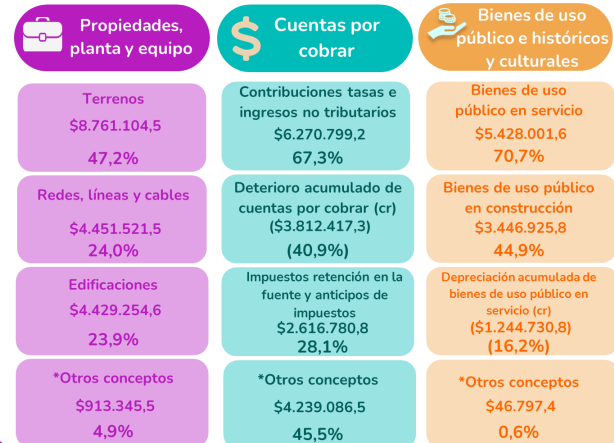 Propiedades,
planta y equipo
Terrenos
$8.761.104,5
47,2%
Redes, líneas y cables
$4.451.521,5
24,0%
Edificaciones
$4.429.254,6
23,9%
*Otros conceptos
$913.345,5
4,9%
$
Cuentas por
cobrar
Contribuciones tasas e
ingresos no tributarios
$6.270.799,2
67,3%
Deterioro acumulado de
cuentas por cobrar (cr)
($3.812.417,3)
(40,9%)
Impuestos retención en la
fuente y anticipos de
impuestos
$2.616.780,8
28,1%
*Otros conceptos
$4.239.086,5
45,5%
Bienes de uso
público e históricos
y culturales
Bienes de uso
público en servicio
$5.428.001,6
70,7%
Bienes de uso público
en construcción
$3.446.925,8
44,9%
Depreciación acumulada de
bienes de uso público en
servicio (cr)
($1.244.730,8)
(16,2%)
*Otros conceptos
$46.797,4
0,6%